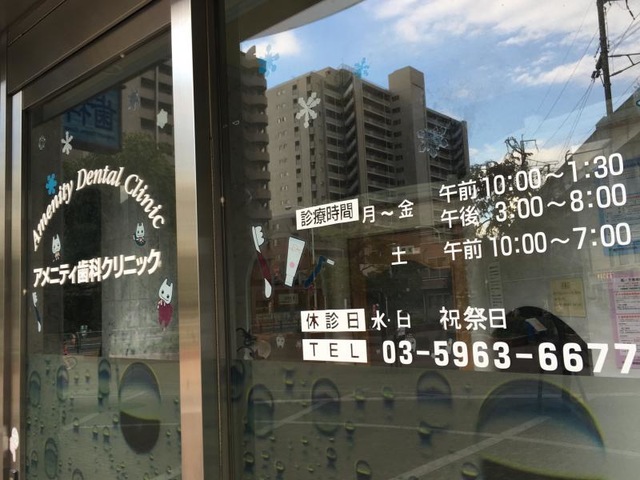 Amenity Dental Clinic
アメニティ歯科クリニック
診療時間 月～金 午前 10:00～1:30
午後 3:00～8:00
土 午前 10:00～7:00
休診日 水・日 祝祭日
TEL 03-5963-6677